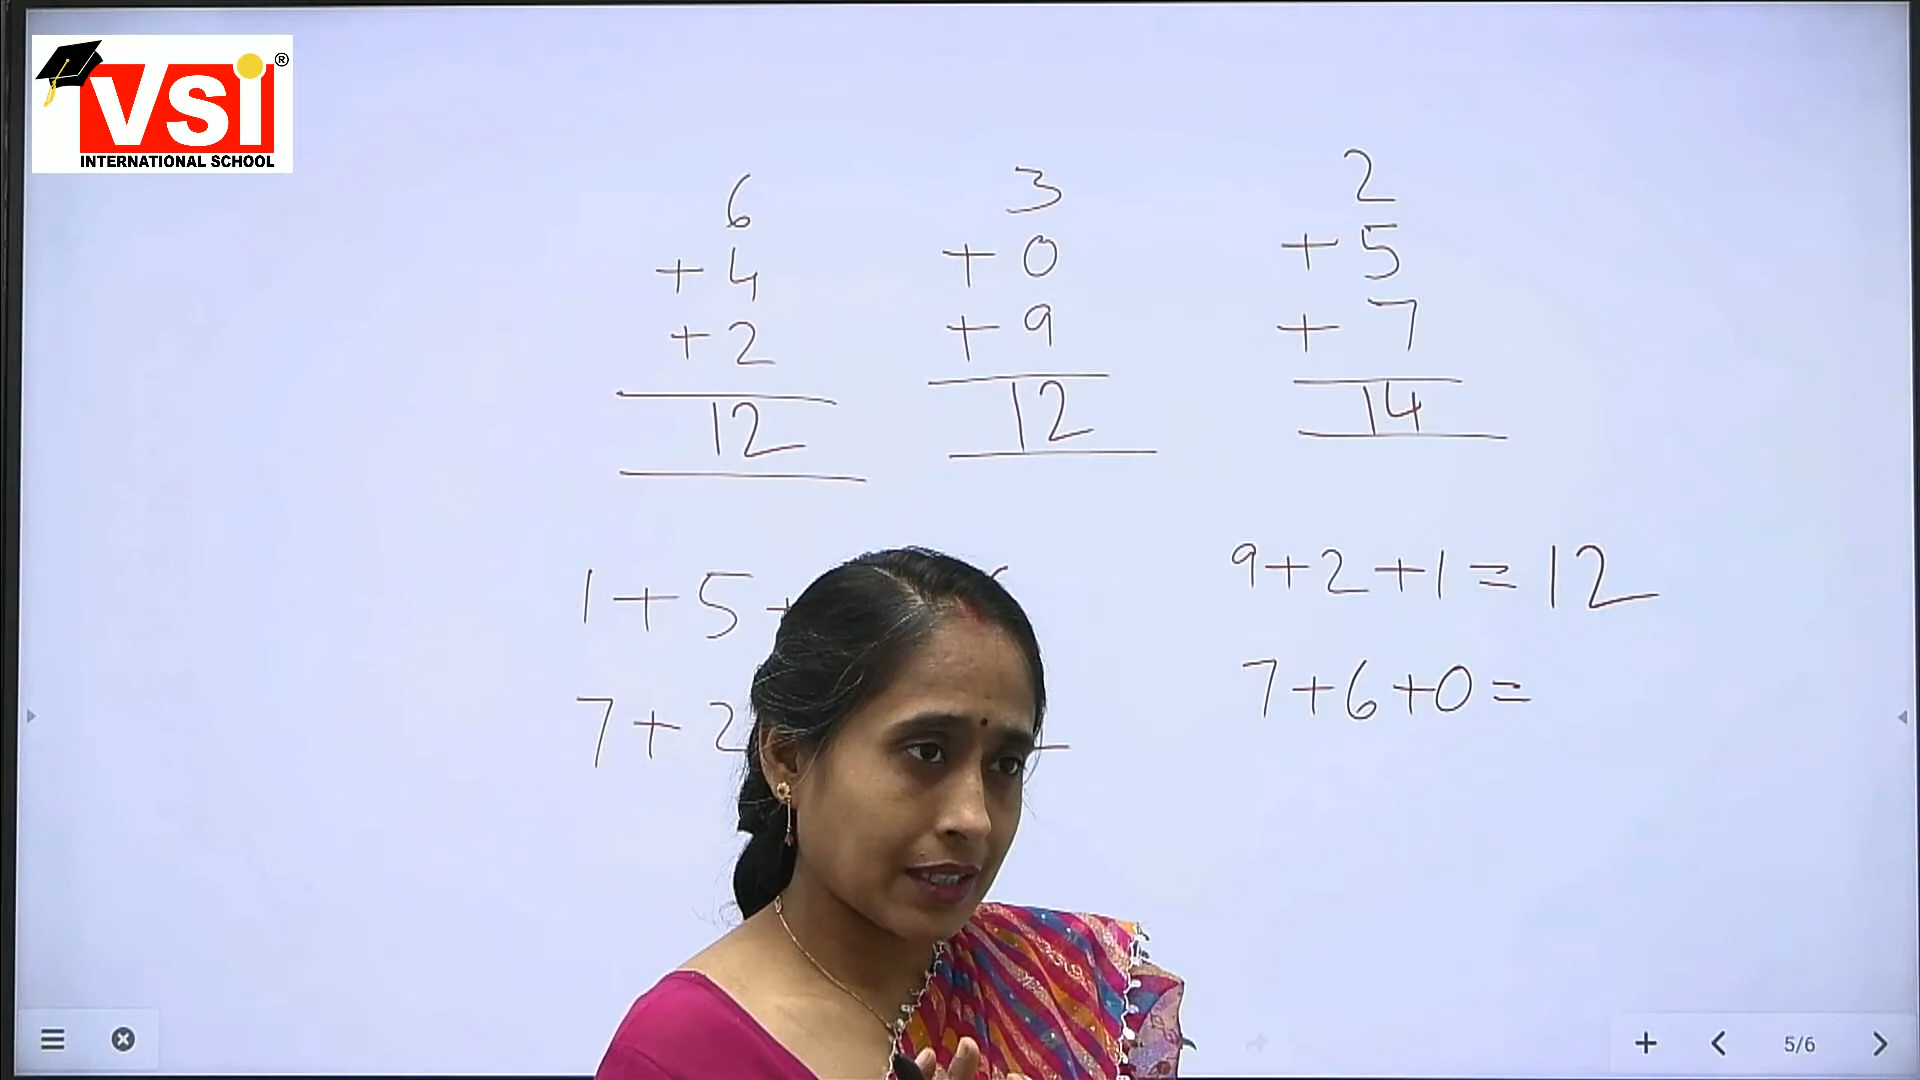 VSI ®
INTERNATIONAL SCHOOL
6
+ 4
+ 2
12
3
+ 0
+ 9
12
2
+ 5
+ 7
14
1 + 5 +
7 + 2
9 + 2 + 1 = 12
7 + 6 + 0 =
5/6